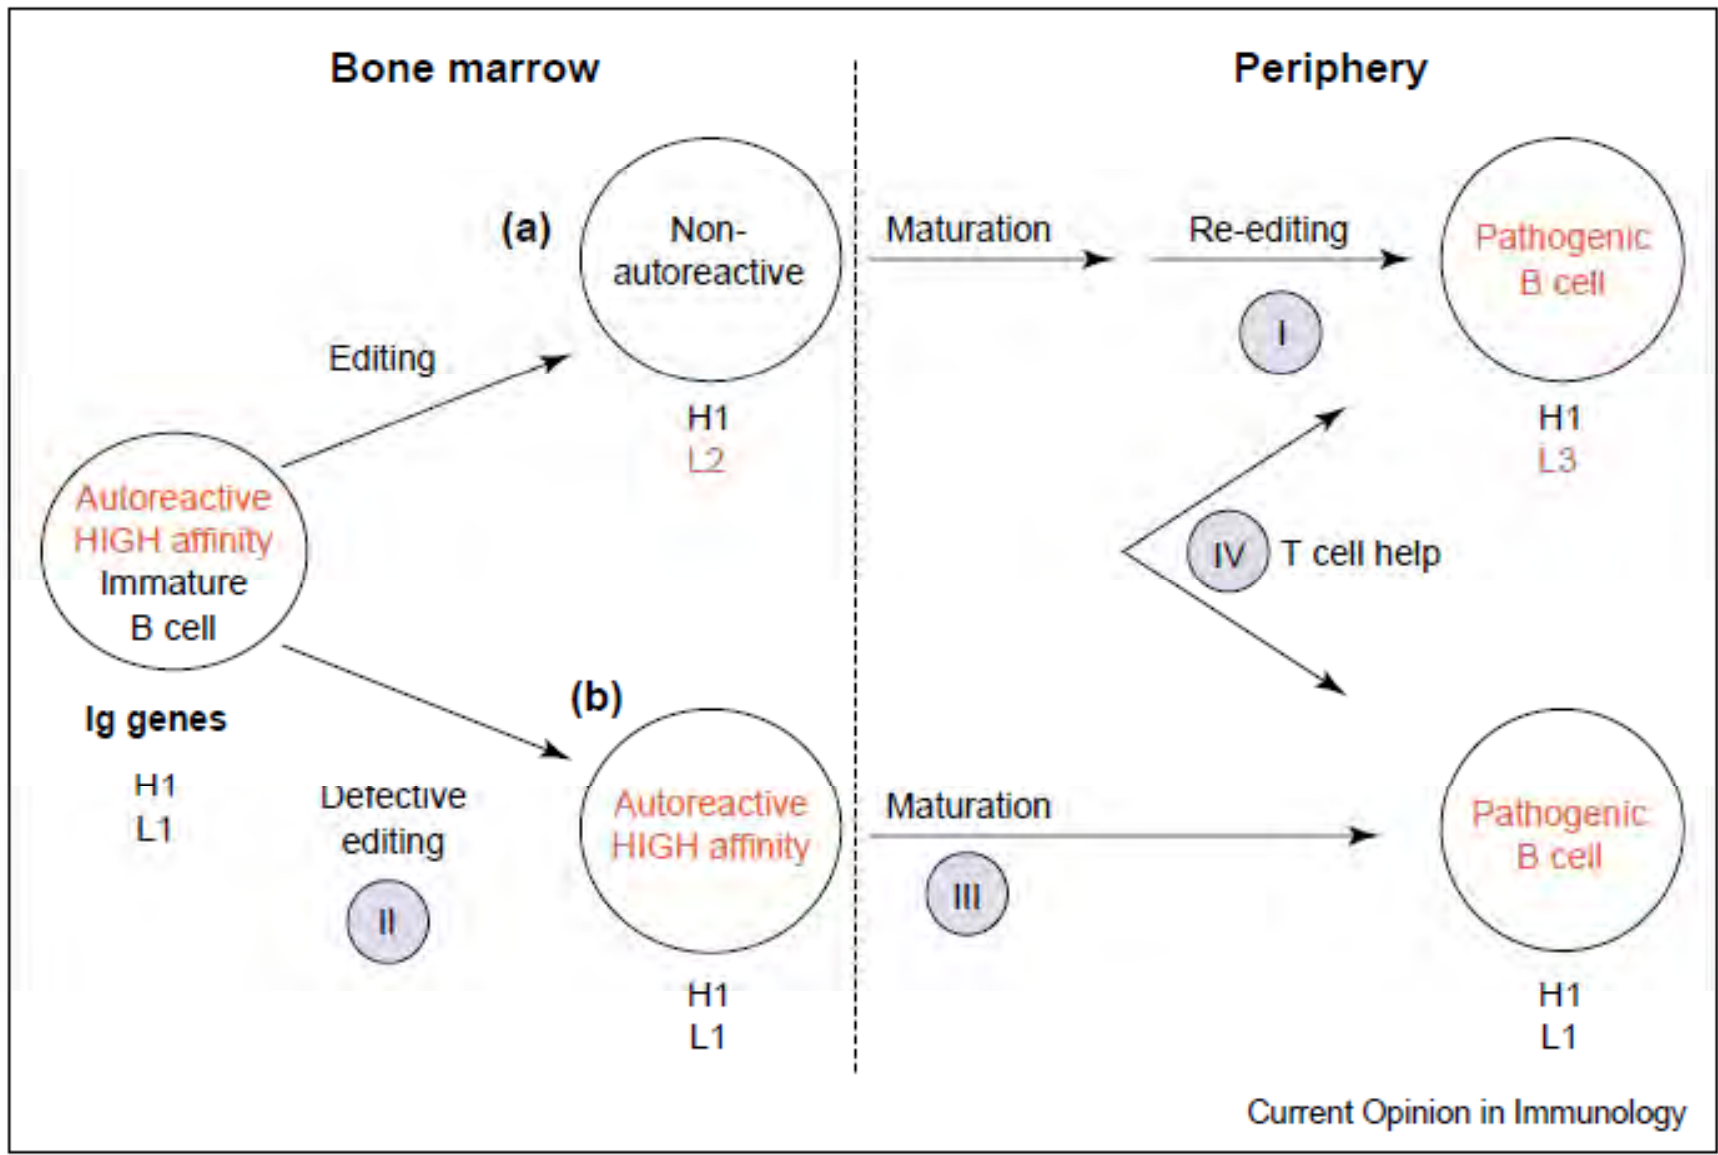 Bone marrow
Periphery
(a)
Non-
autoreactive
Maturation
Re-editing
Pathogenic
B cell
I
Editing
H1
L2
H1
L3
Autoreactive
HIGH affinity
Immature
B cell
IV
T cell help
Ig genes
H1
L1
(b)
Defective
editing
II
Autoreactive
HIGH affinity
Maturation
III
Pathogenic
B cell
H1
L1
H1
L1
Current Opinion in Immunology